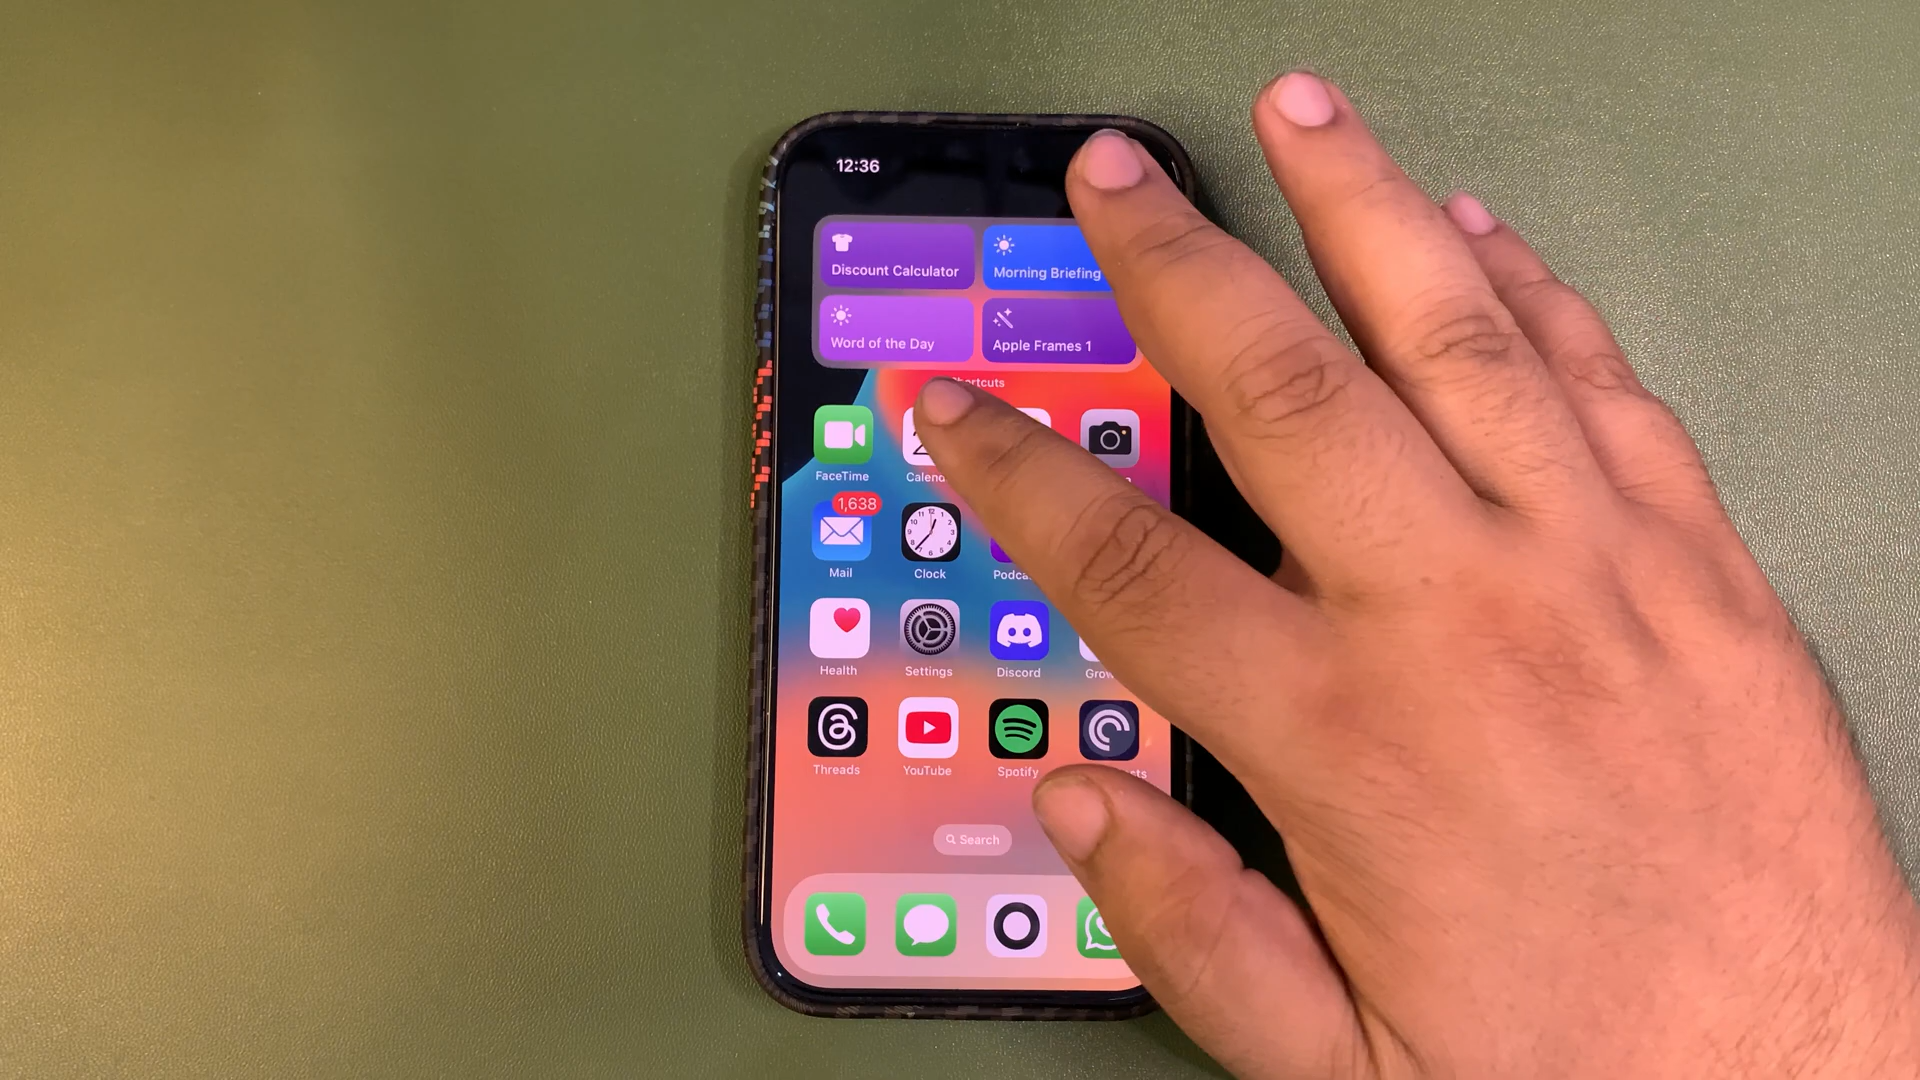 12:36
Discount Calculator
Morning Briefing
Word of the Day
Apple Frames 1
FaceTime
1,638
Mail
Clock
Health
Settings
Discord
Threads
YouTube
Spotify
Search